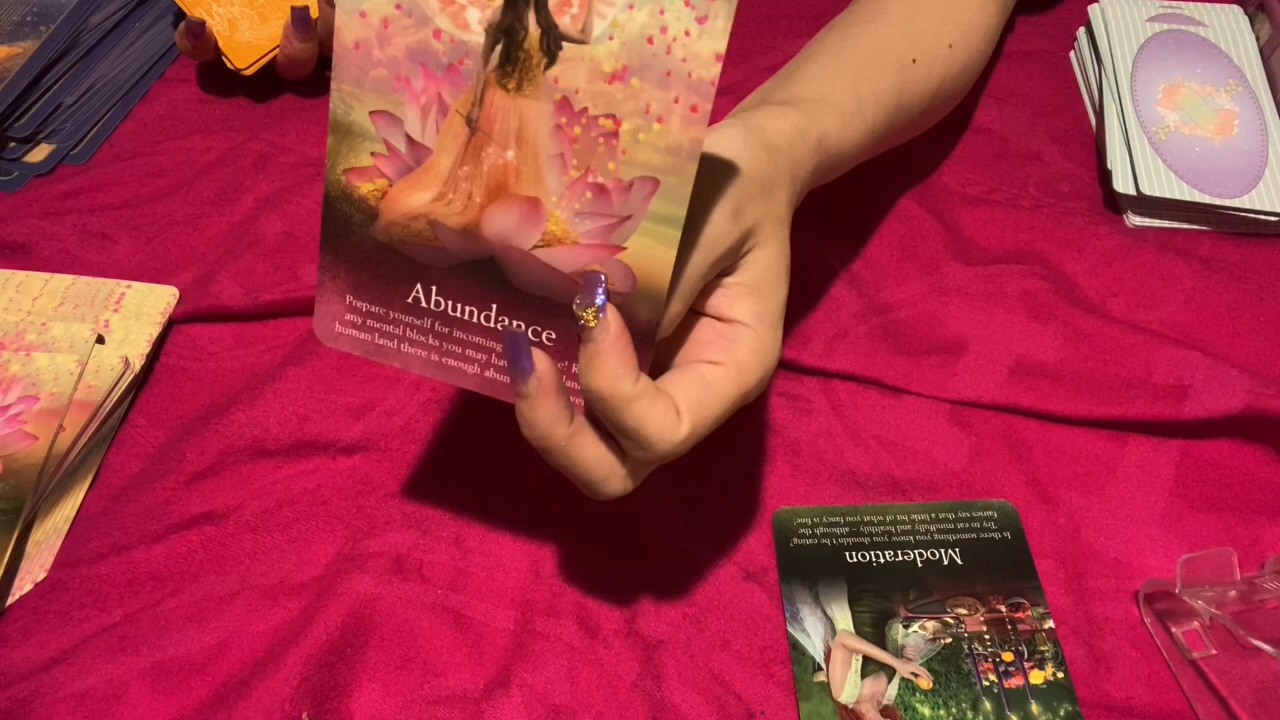 Abundance
Prepare yourself for incoming
any mental blocks you may hav e! R
human land there is enough abun dan
ver
Is there something you know you shouldn't be eating?
Try to eat mindfully and healthily – although the
fairies say that a little bit of what you fancy is fine!
Moderation